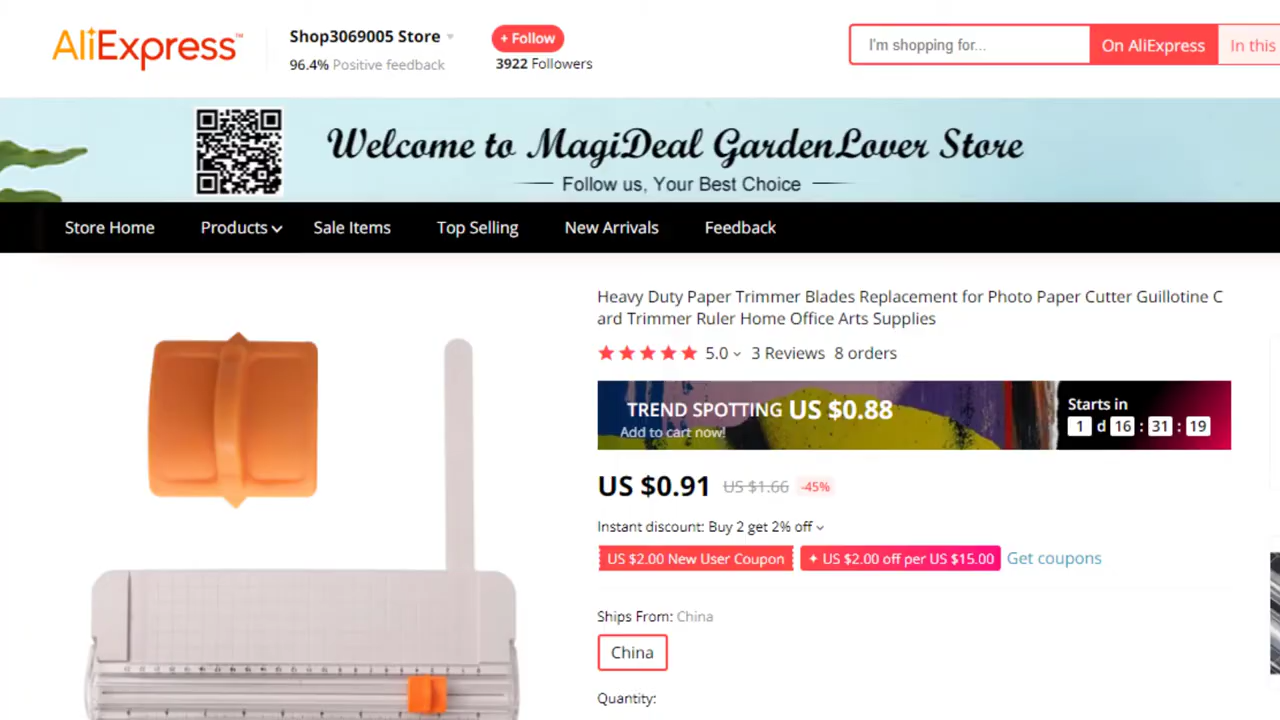 AliExpress™
Shop3069005 Store
+ Follow
96.4% Positive feedback
3922 Followers
I'm shopping for...
On AliExpress
In this
Welcome to MagiDeal GardenLover Store
Follow us, Your Best Choice
Store Home
Products
Sale Items
Top Selling
New Arrivals
Feedback
Heavy Duty Paper Trimmer Blades Replacement for Photo Paper Cutter Guillotine C
ard Trimmer Ruler Home Office Arts Supplies
5.0 3 Reviews 8 orders
TREND SPOTTING US $0.88
Add to cart now!
Starts in
1 d 16 : 31 : 19
US $0.91 US $1.66 -45%
Instant discount: Buy 2 get 2% off
US $2.00 New User Coupon
✦ US $2.00 off per US $15.00
Get coupons
Ships From: China
China
Quantity: